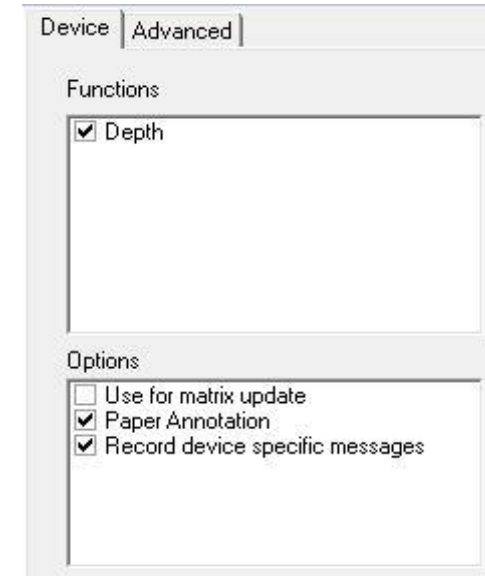 Device Advanced
Functions
Depth
Options
Use for matrix update
Paper Annotation
Record device specific messages